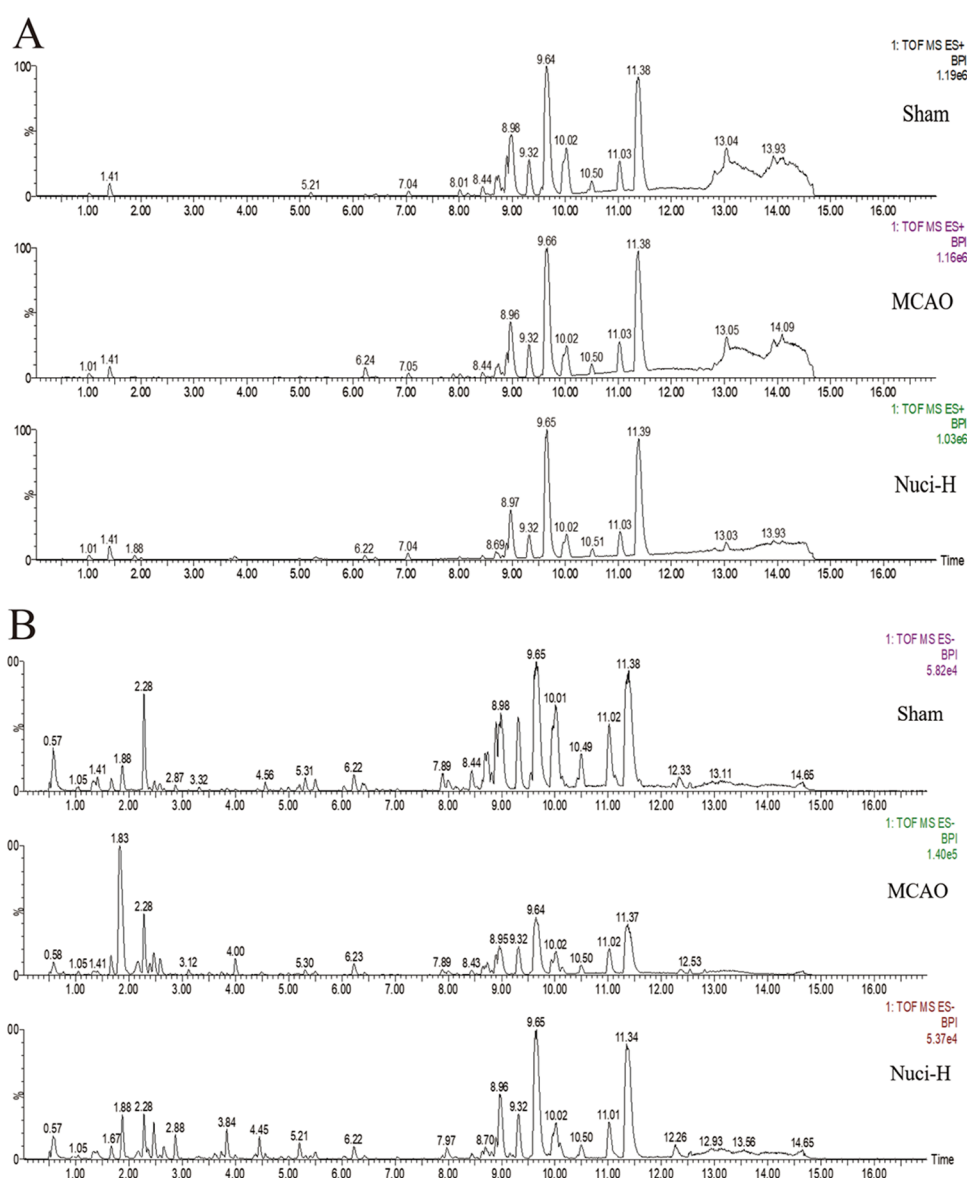 A
1: TOF MS ES+
BPI
1.19e6
Sham
100
%
0
1.41 5.21 7.04 8.01 8.44 8.98 9.32 9.64 10.02 10.50 11.03 11.38 13.04 13.93
1.00 2.00 3.00 4.00 5.00 6.00 7.00 8.00 9.00 10.00 11.00 12.00 13.00 14.00 15.00 16.00
1: TOF MS ES+
BPI
1.16e6
MCAO
100
%
0
1.01 1.41 6.24 7.05 8.44 8.96 9.32 9.66 10.02 10.50 11.03 11.38 13.05 14.09
1.00 2.00 3.00 4.00 5.00 6.00 7.00 8.00 9.00 10.00 11.00 12.00 13.00 14.00 15.00 16.00
1: TOF MS ES+
BPI
1.03e6
Nuci-H
100
%
0
1.01 1.41 1.88 6.22 7.04 8.69 8.97 9.32 9.65 10.02 10.51 11.03 11.39 13.03 13.93
Time
1.00 2.00 3.00 4.00 5.00 6.00 7.00 8.00 9.00 10.00 11.00 12.00 13.00 14.00 15.00 16.00
B
1: TOF MS ES-
BPI
5.82e4
Sham
00
%
0
0.57 1.05 1.41 1.88 2.28 2.87 3.32 4.56 5.31 6.22 7.89 8.44 8.98 9.65 10.01 10.49 11.02 11.38 12.33 13.11 14.65
1.00 2.00 3.00 4.00 5.00 6.00 7.00 8.00 9.00 10.00 11.00 12.00 13.00 14.00 15.00 16.00
1: TOF MS ES-
BPI
1.40e5
MCAO
00
%
0
0.58 1.05 1.41 1.83 2.28 3.12 4.00 5.30 6.23 7.89 8.43 8.95 9.32 9.64 10.02 10.50 11.02 11.37 12.53
1.00 2.00 3.00 4.00 5.00 6.00 7.00 8.00 9.00 10.00 11.00 12.00 13.00 14.00 15.00 16.00
1: TOF MS ES-
BPI
5.37e4
Nuci-H
00
%
0
0.57 1.05 1.67 1.88 2.28 2.88 3.84 4.45 5.21 6.22 7.97 8.70 8.96 9.32 9.65 10.02 10.50 11.01 11.34 12.26 12.93 13.56 14.65
Time
1.00 2.00 3.00 4.00 5.00 6.00 7.00 8.00 9.00 10.00 11.00 12.00 13.00 14.00 15.00 16.00